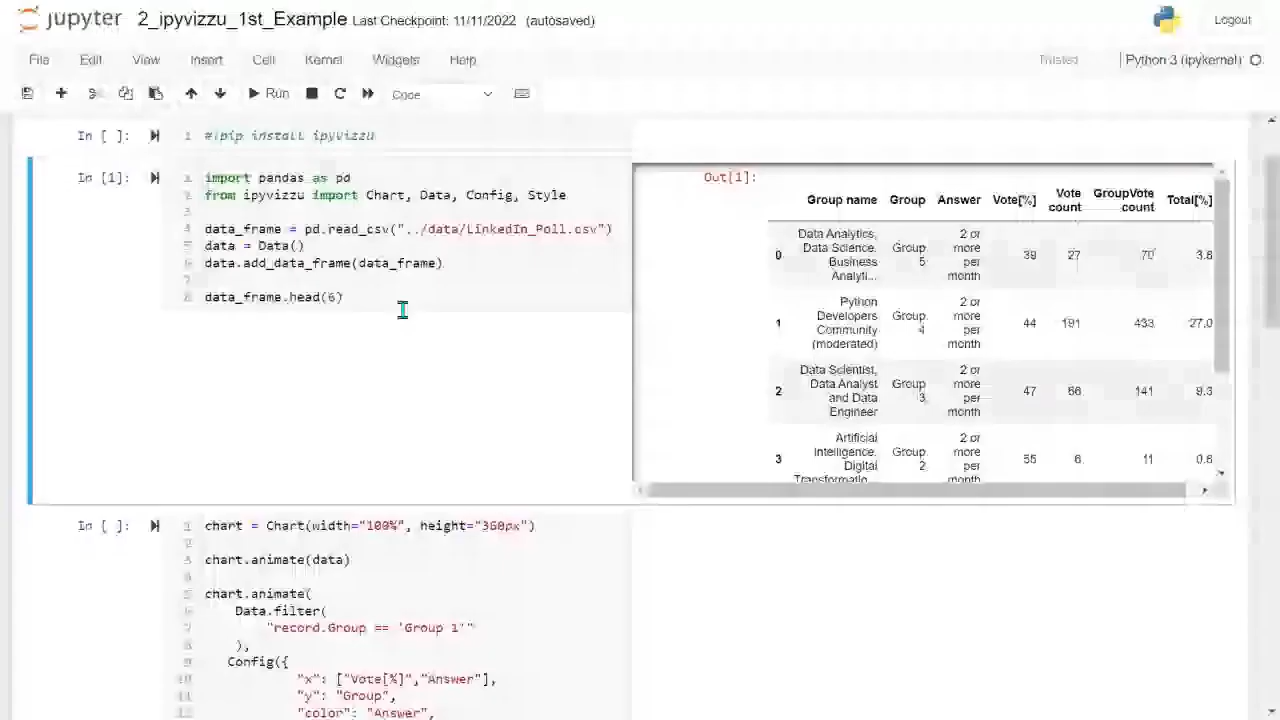 jupyter 2_ipyvizzu_1st_Example Last Checkpoint: 11/11/2022 (autosaved) Logout
File Edit View Insert Cell Kernel Widgets Help Trusted Python 3 (ipykernel)
Run Code
In [ ]: 1 #!pip install ipyvizzu
In [1]: 1 import pandas as pd
2 from ipyvizzu import Chart, Data, Config, Style
3
4 data_frame = pd.read_csv("../data/LinkedIn_Poll.csv")
5 data = Data()
6 data.add_data_frame(data_frame)
7
8 data_frame.head(6)
Out[1]:
Group name Group Answer Vote[%] Vote count GroupVote count Total[%]
0 Data Analytics, Data Science, Business Analyti... Group 5 2 or more per month 39 27 70 3.8
1 Python Developers Community (moderated) Group 4 2 or more per month 44 191 433 27.0
2 Data Scientist, Data Analyst and Data Engineer Group 3 2 or more per month 47 66 141 9.3
3 Artificial Intelligence, Digital Transformatio... Group 2 2 or more per month 55 6 11 0.8
In [ ]: 1 chart = Chart(width="100%", height="360px")
2
3 chart.animate(data)
4
5 chart.animate(
6 Data.filter(
7 "record.Group == 'Group 1'"
8 ),
9 Config({
10 "x": ["Vote[%]","Answer"],
11 "y": "Group",
12 "color": "Answer",